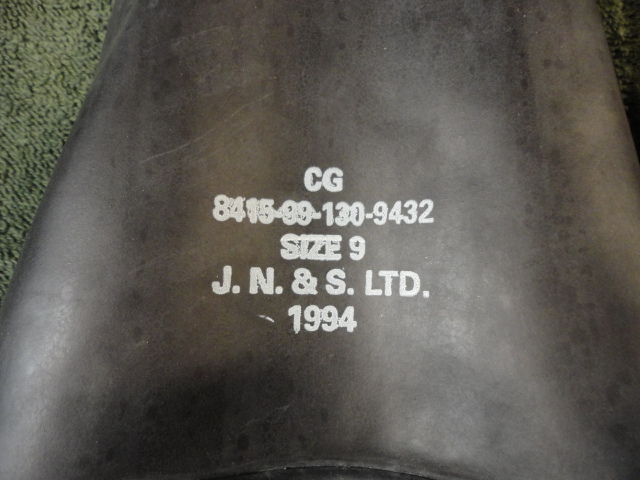 CG
8415-99-130-9432
SIZE 9
J. N. & S. LTD.
1994